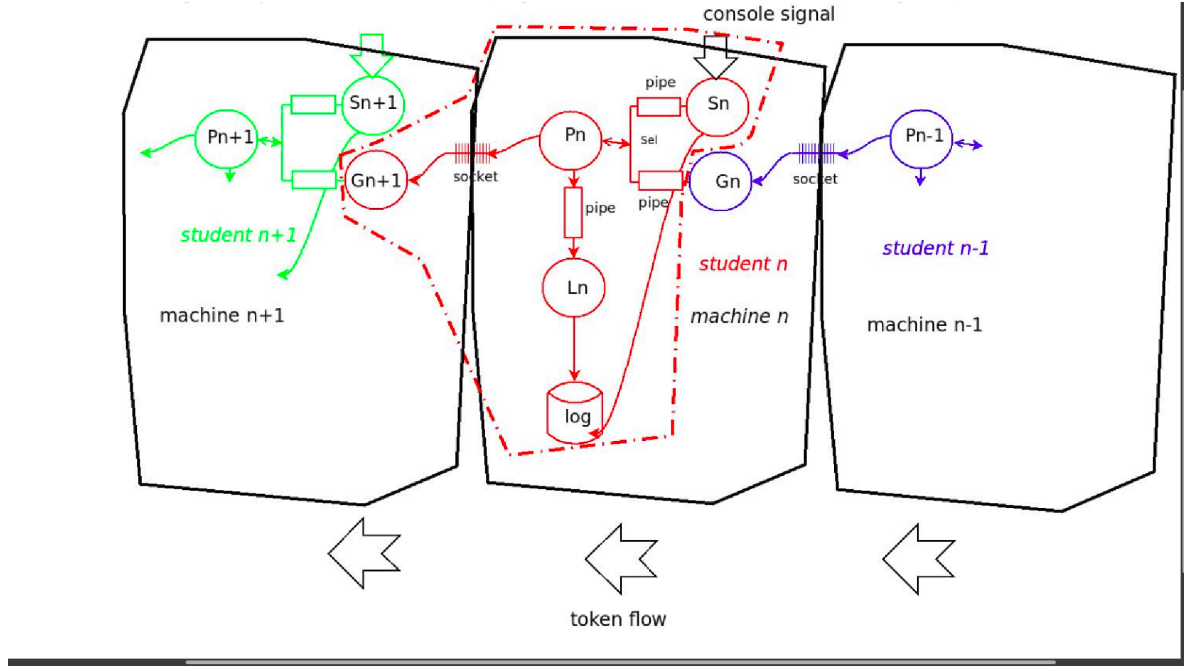 console signal
pipe
Sn+1
Sn
Pn+1
Pn
Pn-1
Sel
Gn+1
socket
Gn
socket
pipe
pipe
student n+1
student n
student n-1
Ln
machine n+1
machine n
machine n-1
log
token flow